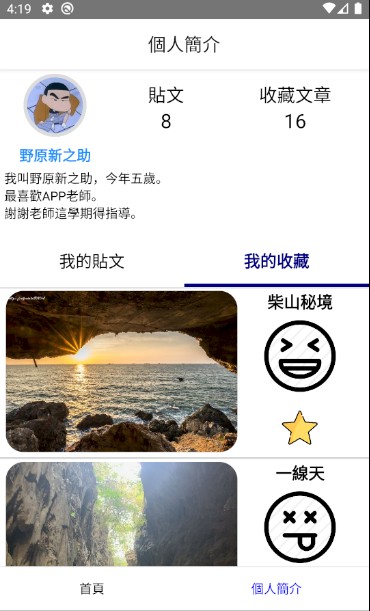 4:19
個人簡介
貼文
收藏文章
8
16
野原新之助
我叫野原新之助，今年五歲。
最喜歡APP老師。
謝謝老師這學期得指導。
我的貼文
我的收藏
柴山秘境
一線天
首頁
個人簡介